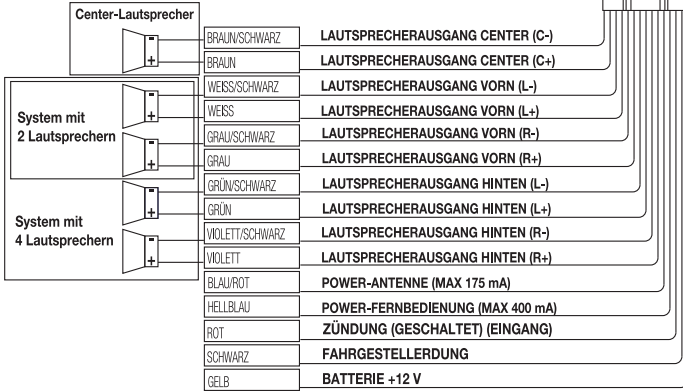 Center-Lautsprecher
BRAUN/SCHWARZ LAUTSPRECHERAUSGANG CENTER (C-)
BRAUN LAUTSPRECHERAUSGANG CENTER (C+)
WEISS/SCHWARZ LAUTSPRECHERAUSGANG VORN (L-)
System mit
2 Lautsprechern
WEISS LAUTSPRECHERAUSGANG VORN (L+)
GRAU/SCHWARZ LAUTSPRECHERAUSGANG VORN (R-)
GRAU LAUTSPRECHERAUSGANG VORN (R+)
GRÜN/SCHWARZ LAUTSPRECHERAUSGANG HINTEN (L-)
GRÜN LAUTSPRECHERAUSGANG HINTEN (L+)
System mit
4 Lautsprechern
VIOLETT/SCHWARZ LAUTSPRECHERAUSGANG HINTEN (R-)
VIOLETT LAUTSPRECHERAUSGANG HINTEN (R+)
BLAU/ROT POWER-ANTENNE (MAX 175 mA)
HELLBLAU POWER-FERNBEDIENUNG (MAX 400 mA)
ROT ZÜNDUNG (GESCHALTET) (EINGANG)
SCHWARZ FAHRGESTELLERDUNG
GELB BATTERIE +12 V